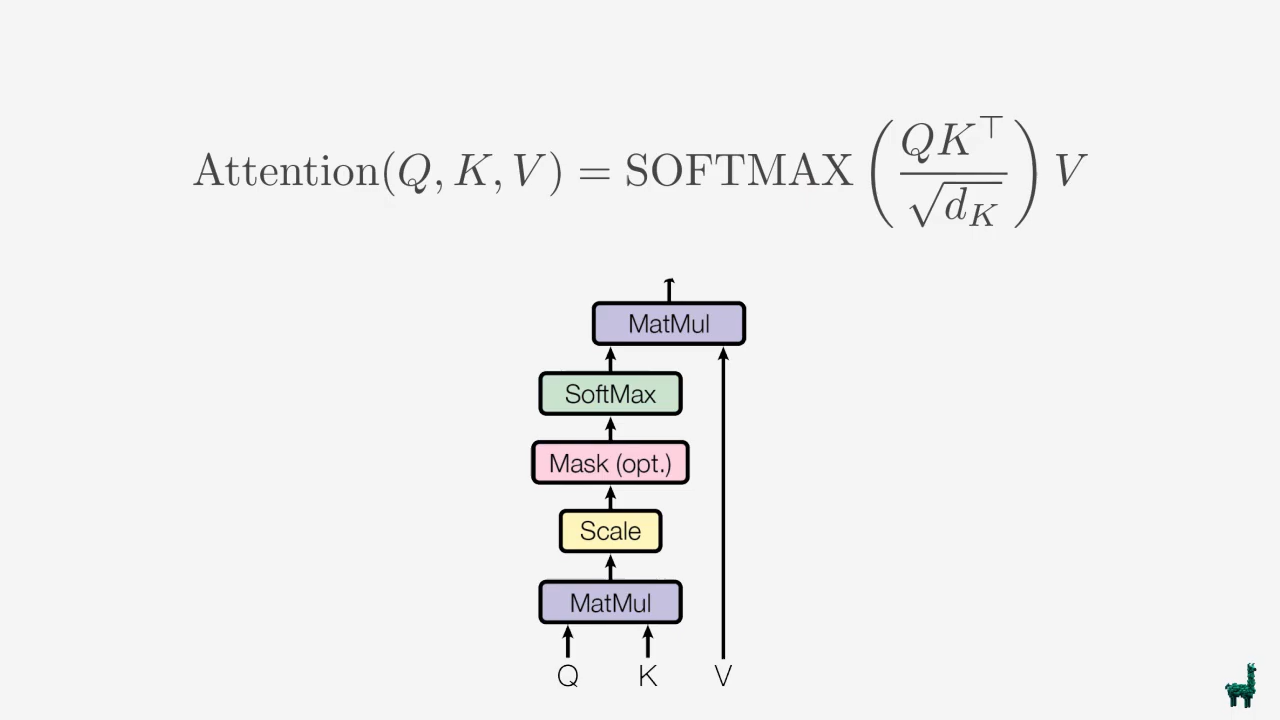 Attention(Q, K, V) = SOFTMAX (QK^⊤ / √d_K) V
MatMul
SoftMax
Mask (opt.)
Scale
MatMul
Q K V